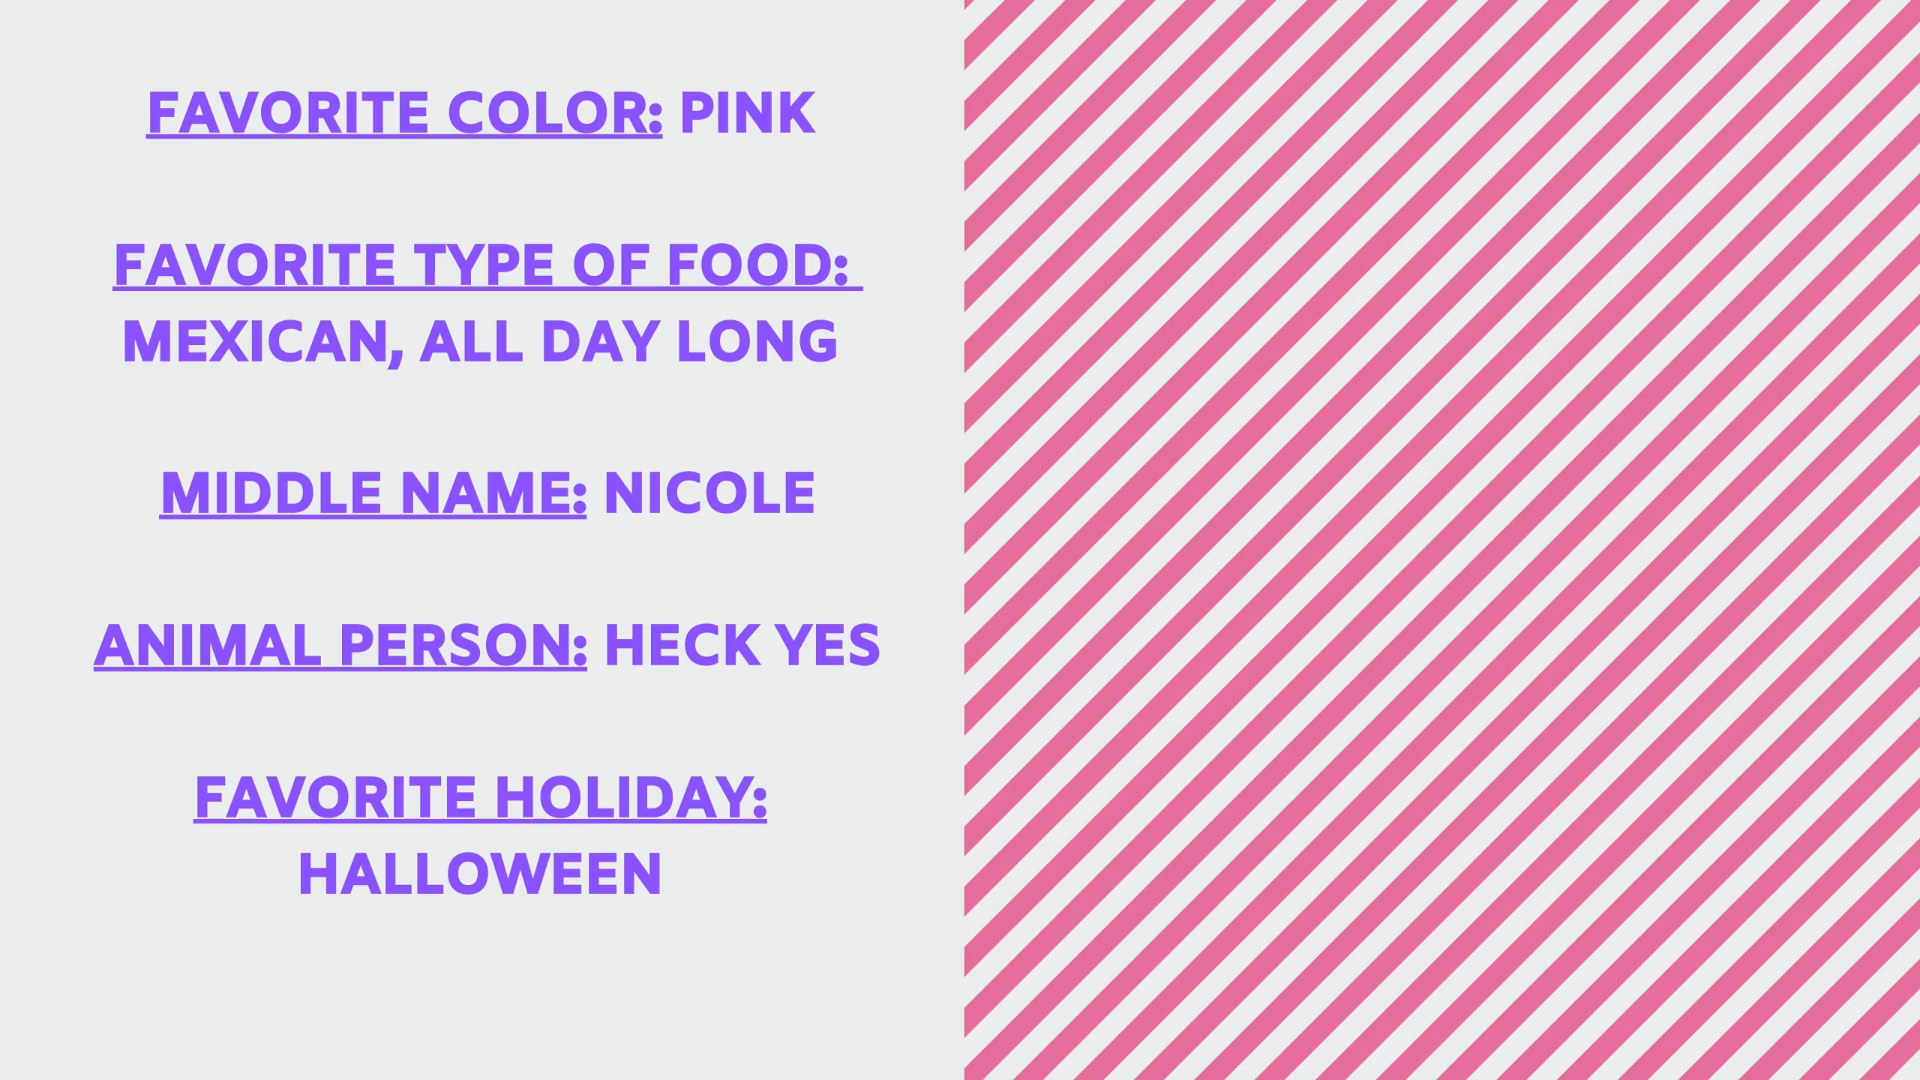 FAVORITE COLOR: PINK
FAVORITE TYPE OF FOOD:
MEXICAN, ALL DAY LONG
MIDDLE NAME: NICOLE
ANIMAL PERSON: HECK YES
FAVORITE HOLIDAY:
HALLOWEEN